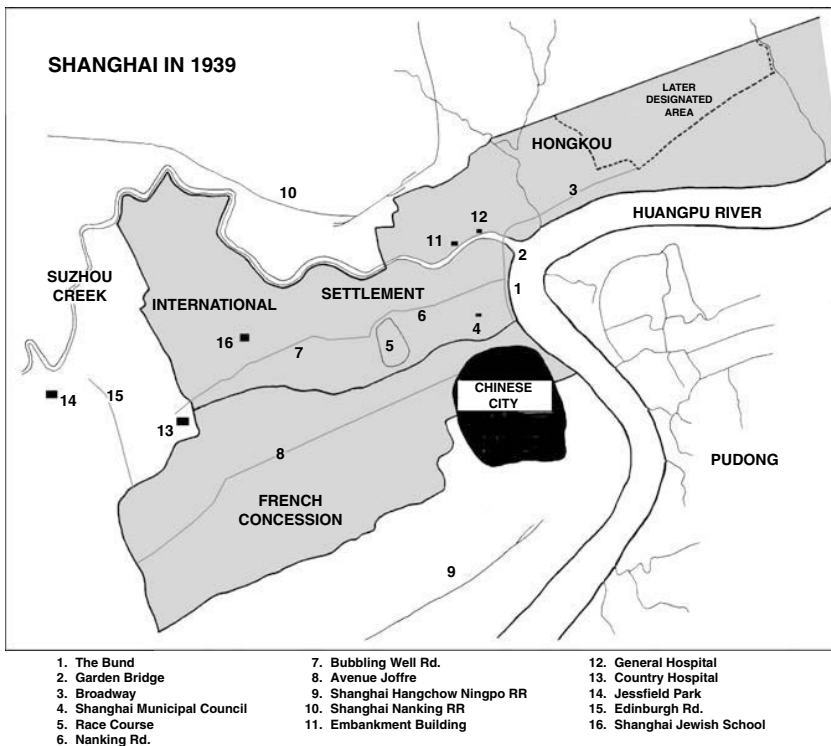 SHANGHAI IN 1939
LATER
DESIGNATED
AREA
HONGKOU
10
3
12
11
HUANGPU RIVER
2
SUZHOU
CREEK
INTERNATIONAL
SETTLEMENT
1
6
4
16
7
5
15
14
CHINESE
CITY
13
8
PUDONG
FRENCH
CONCESSION
9
1. The Bund
2. Garden Bridge
3. Broadway
4. Shanghai Municipal Council
5. Race Course
6. Nanking Rd.
7. Bubbling Well Rd.
8. Avenue Joffre
9. Shanghai Hangchow Ningpo RR
10. Shanghai Nanking RR
11. Embankment Building
12. General Hospital
13. Country Hospital
14. Jessfield Park
15. Edinburgh Rd.
16. Shanghai Jewish School